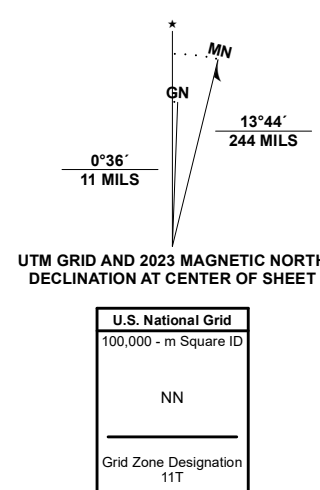 ★
MN
GN
13°44´
244 MILS
0°36´
11 MILS
UTM GRID AND 2023 MAGNETIC NORTH
DECLINATION AT CENTER OF SHEET
U.S. National Grid
100,000 - m Square ID
NN
Grid Zone Designation
11T